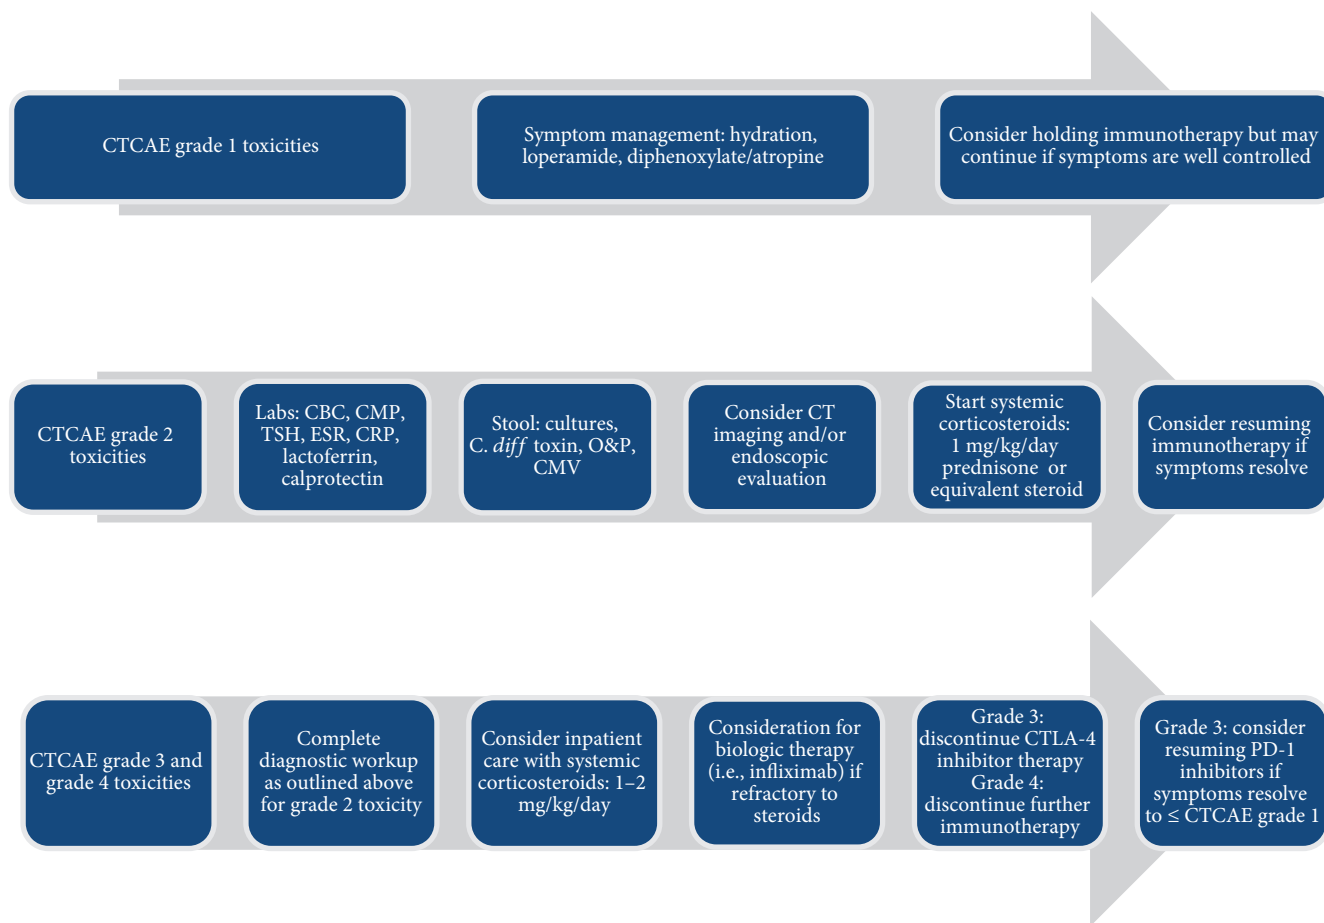 CTCAE grade 1 toxicities
Symptom management: hydration,
loperamide, diphenoxylate/atropine
Consider holding immunotherapy but may
continue if symptoms are well controlled
CTCAE grade 2
toxicities
Labs: CBC, CMP,
TSH, ESR, CRP,
lactoferrin,
calprotectin
Stool: cultures,
C. diff toxin, O&P,
CMV
Consider CT
imaging and/or
endoscopic
evaluation
Start systemic
corticosteroids:
1 mg/kg/day
prednisone or
equivalent steroid
Consider resuming
immunotherapy if
symptoms resolve
CTCAE grade 3 and
grade 4 toxicities
Complete
diagnostic workup
as outlined above
for grade 2 toxicity
Consider inpatient
care with systemic
corticosteroids: 1–2
mg/kg/day
Consideration for
biologic therapy
(i.e., infliximab) if
refractory to
steroids
Grade 3:
discontinue CTLA-4
inhibitor therapy
Grade 4:
discontinue further
immunotherapy
Grade 3: consider
resuming PD-1
inhibitors if
symptoms resolve
to ≤ CTCAE grade 1